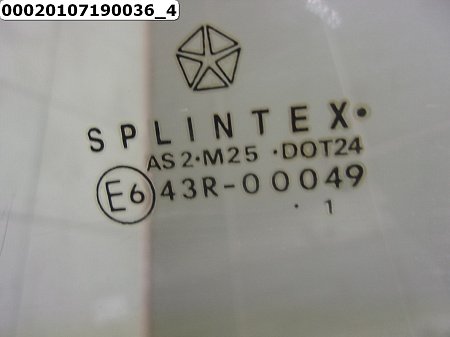 00020107190036_4
SPLINTEX•
AS2•M25 •DOT24
E6 43R-00049
• 1